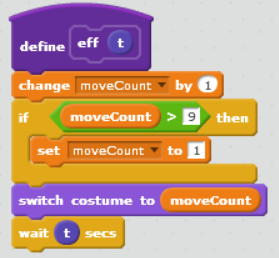 define eff t
change moveCount by 1
if moveCount > 9 then
set moveCount to 1
switch costume to moveCount
wait t secs